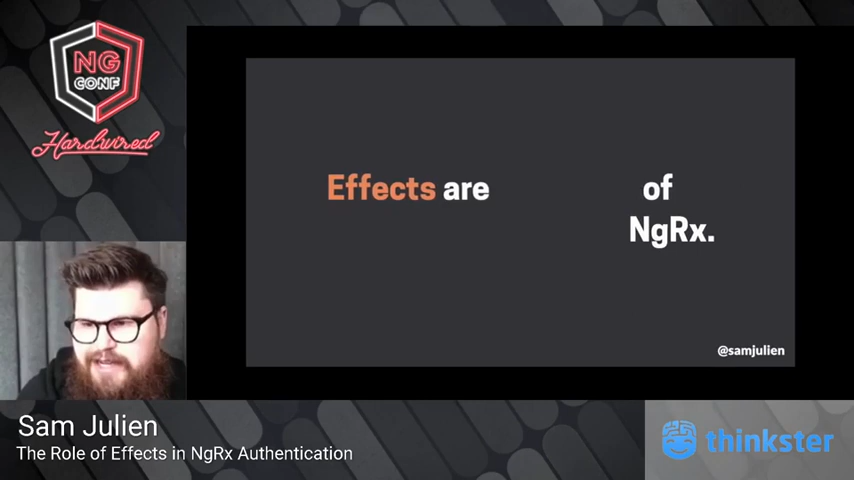 NG
CONF
Hardwired
Effects are of
NgRx.
@samjulien
Sam Julien
The Role of Effects in NgRx Authentication
thinkster